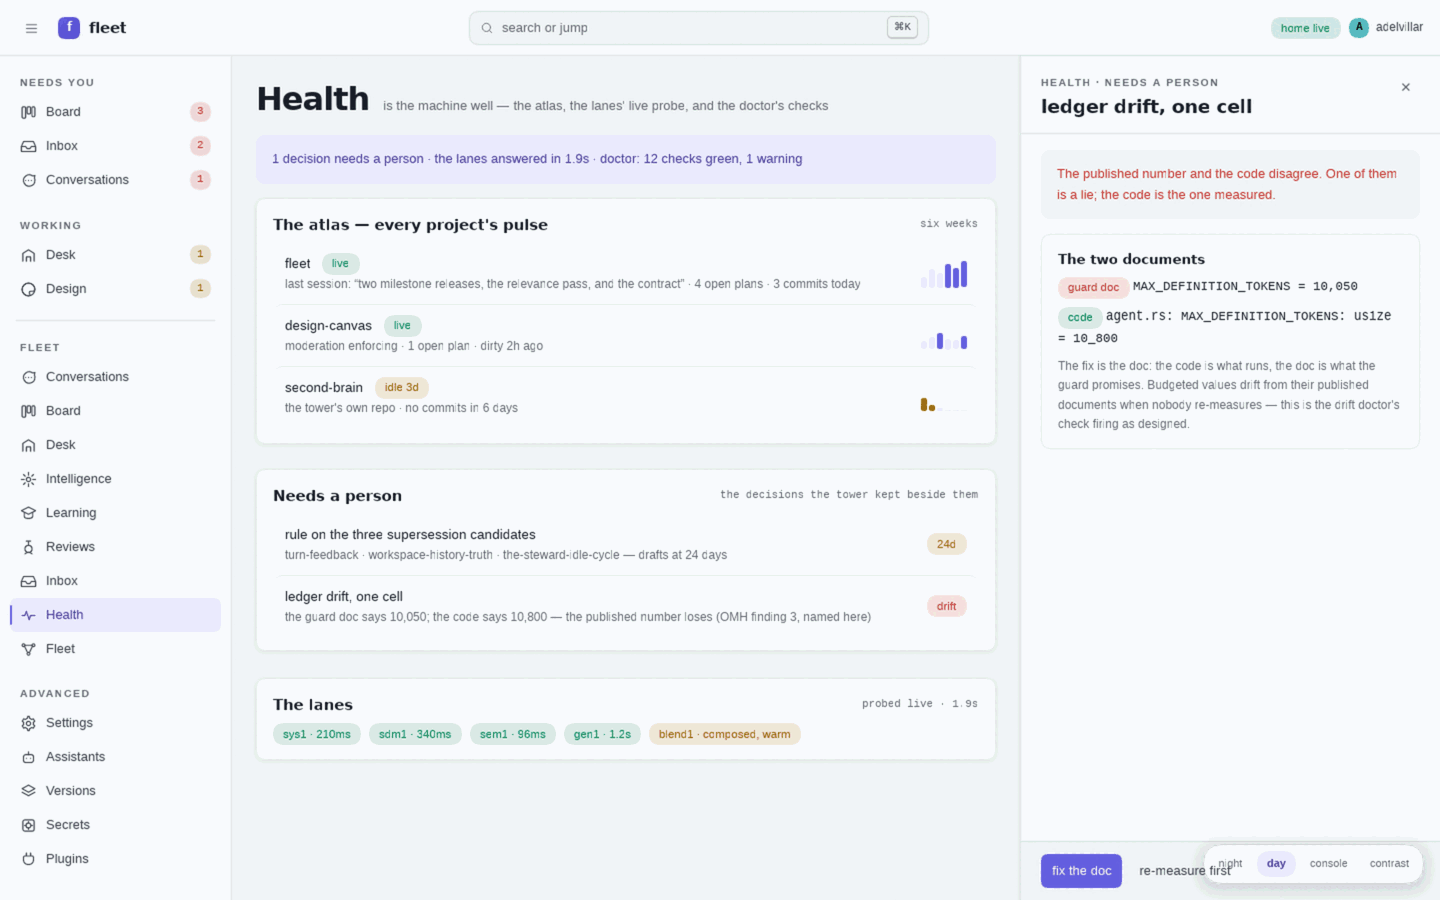 f fleet
search or jump ⌘K
home live A adelvillar
NEEDS YOU
Board 3
Inbox 2
Conversations 1
WORKING
Desk 1
Design 1
FLEET
Conversations
Board
Desk
Intelligence
Learning
Reviews
Inbox
Health
Fleet
ADVANCED
Settings
Assistants
Versions
Secrets
Plugins
Health is the machine well — the atlas, the lanes' live probe, and the doctor's checks
1 decision needs a person · the lanes answered in 1.9s · doctor: 12 checks green, 1 warning
The atlas — every project's pulse six weeks
fleet live
last session: “two milestone releases, the relevance pass, and the contract” · 4 open plans · 3 commits today
design-canvas live
moderation enforcing · 1 open plan · dirty 2h ago
second-brain idle 3d
the tower's own repo · no commits in 6 days
Needs a person the decisions the tower kept beside them
rule on the three supersession candidates
turn-feedback · workspace-history-truth · the-steward-idle-cycle — drafts at 24 days
24d
ledger drift, one cell
the guard doc says 10,050; the code says 10,800 — the published number loses (OMH finding 3, named here)
drift
The lanes probed live · 1.9s
sys1 · 210ms sdm1 · 340ms sem1 · 96ms gen1 · 1.2s blend1 · composed, warm
HEALTH · NEEDS A PERSON
ledger drift, one cell
The published number and the code disagree. One of them
is a lie; the code is the one measured.
The two documents
guard doc MAX_DEFINITION_TOKENS = 10,050
code agent.rs: MAX_DEFINITION_TOKENS: usize
= 10_800
The fix is the doc: the code is what runs, the doc is what the
guard promises. Budgeted values drift from their published
documents when nobody re-measures — this is the drift doctor's
check firing as designed.
fix the doc re-measure first
night day console contrast